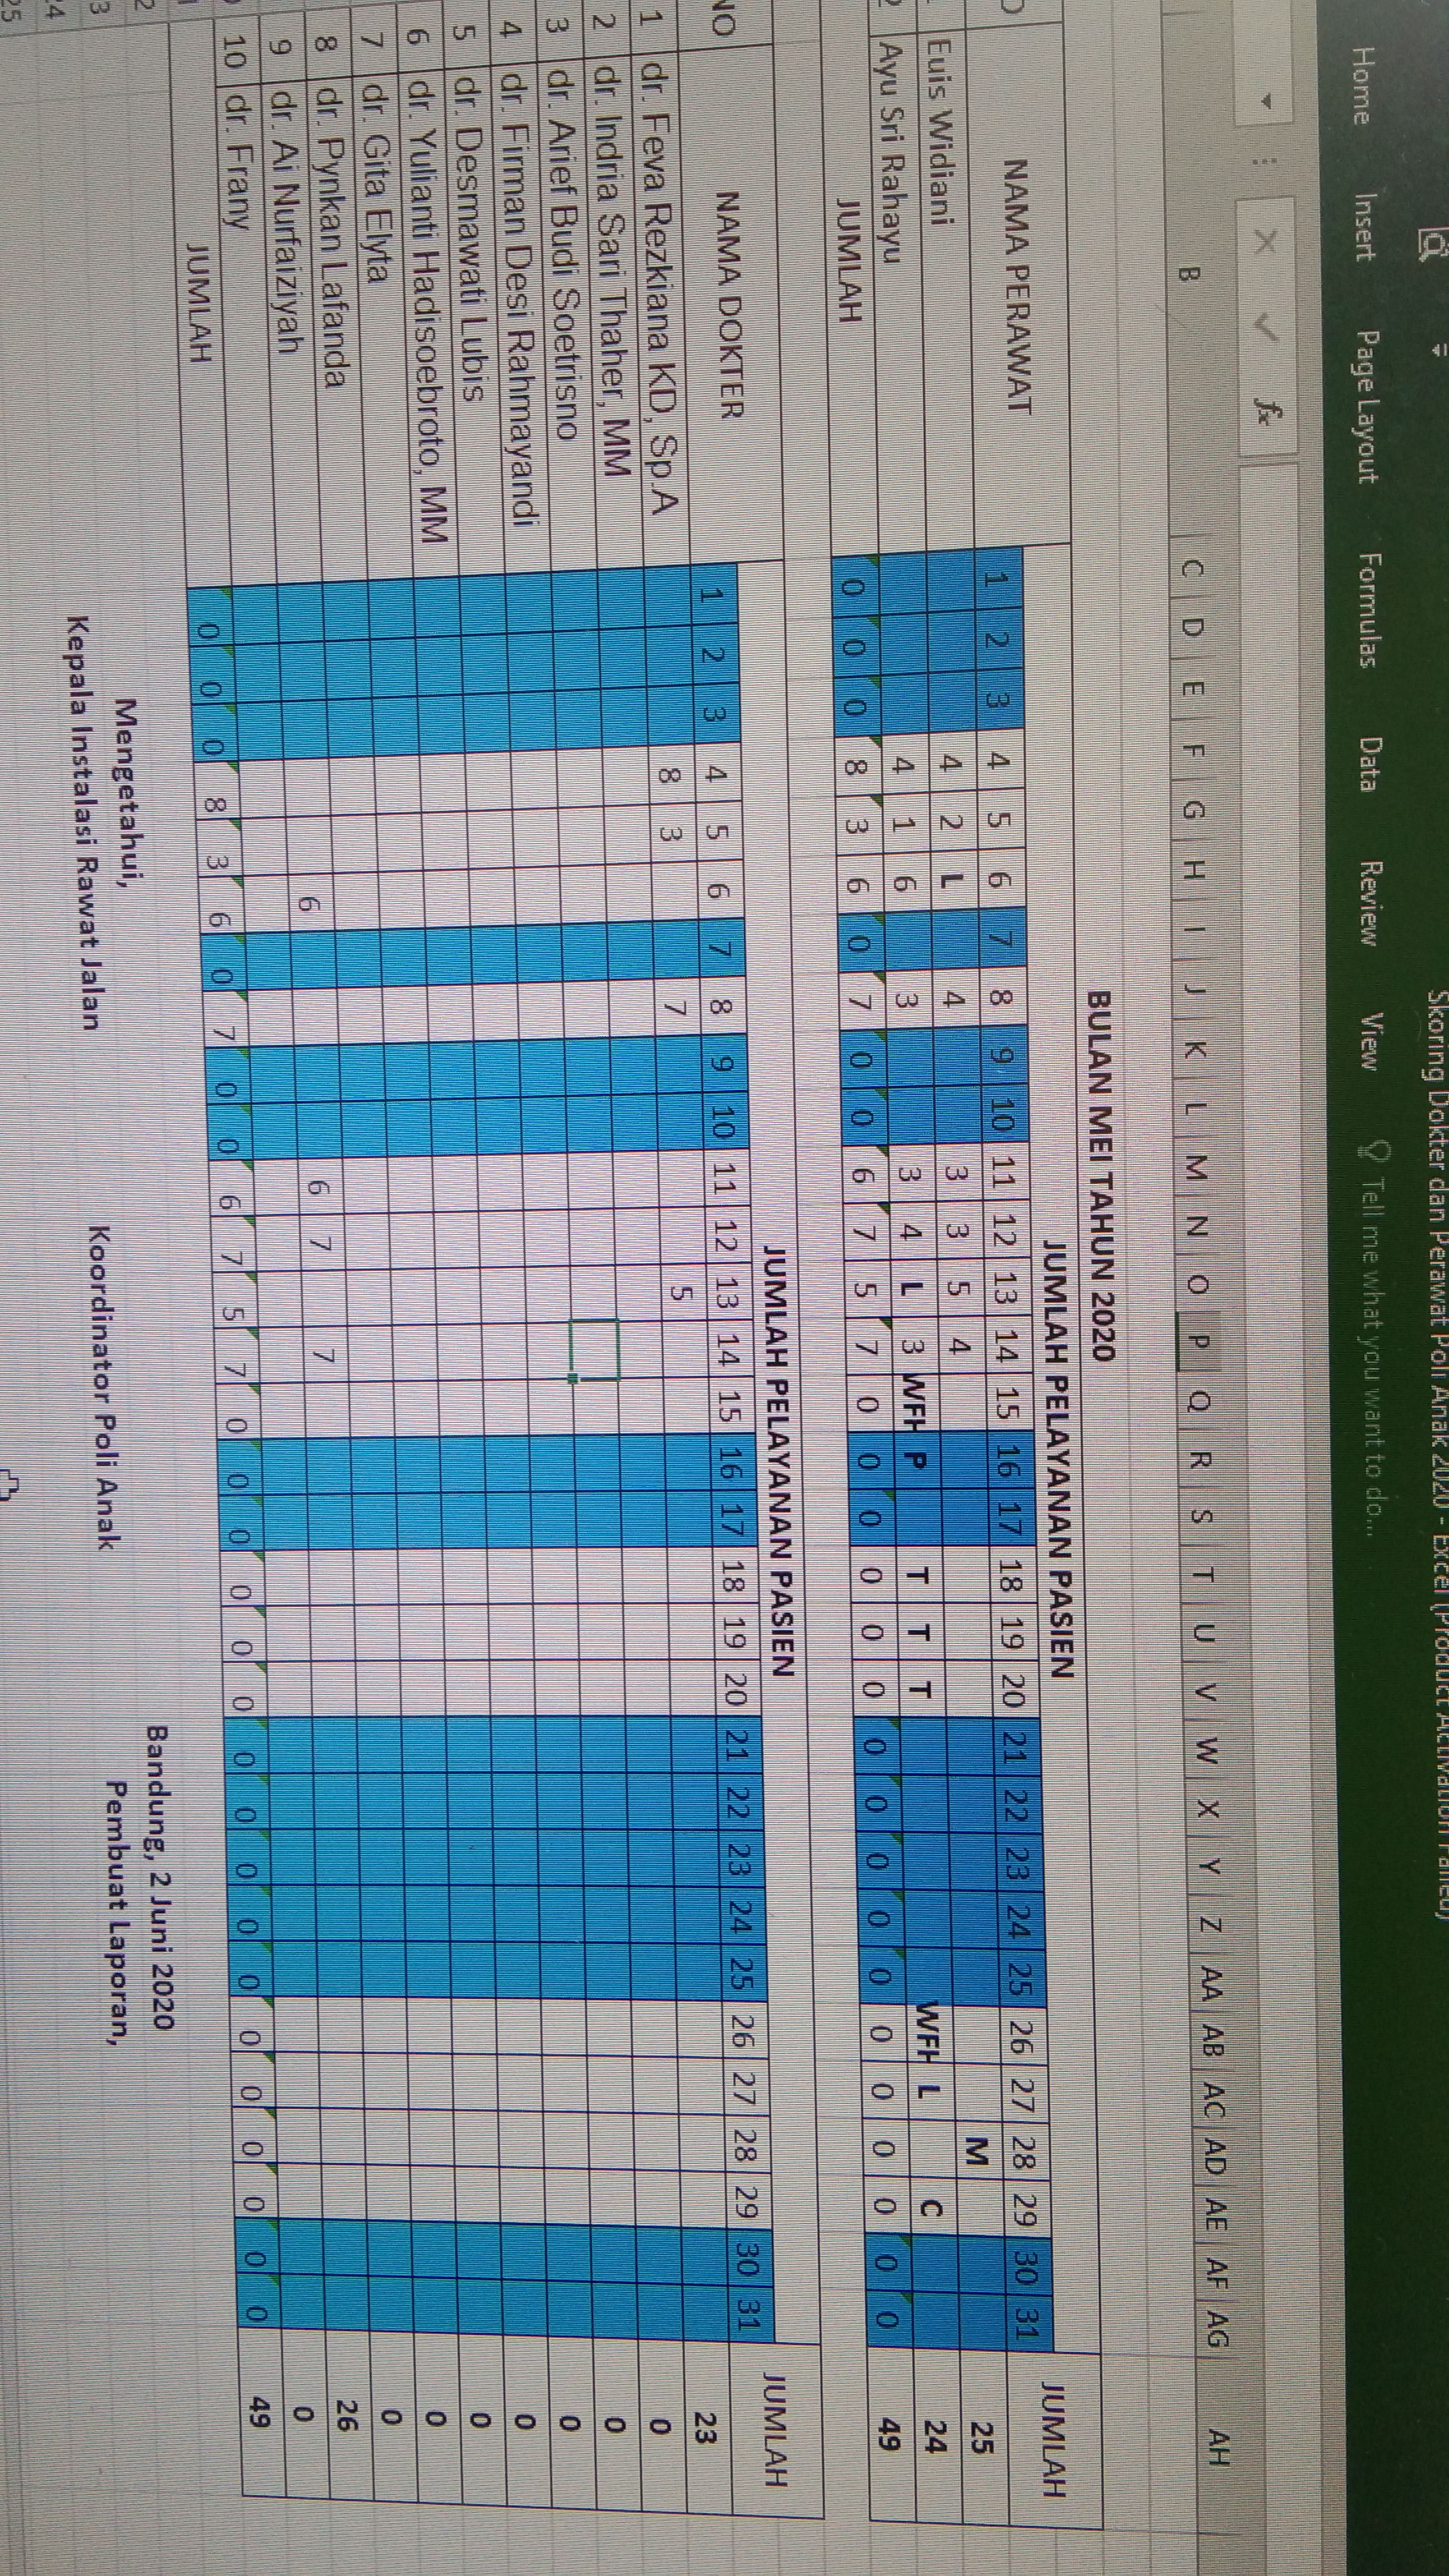 Skoring Dokter dan Perawat Poli Anak 2020 - Excel (Product Activation Failed)
Home Insert Page Layout Formulas Data Review View Tell me what you want to do...
fx
B C D E F G H I J K L M N O P Q R S T U V W X Y Z AA AB AC AD AE AF AG AH
BULAN MEI TAHUN 2020
NAMA PERAWAT JUMLAH PELAYANAN PASIEN JUMLAH
1 2 3 4 5 6 7 8 9 10 11 12 13 14 15 16 17 18 19 20 21 22 23 24 25 26 27 28 29 30 31
Euis Widiani 4 2 L 4 3 3 5 4 M 25
Ayu Sri Rahayu 4 1 6 3 3 4 L 3 WFH P T T T WFH L C 24
JUMLAH 0 0 0 8 3 6 0 7 0 0 6 7 5 7 0 0 0 0 0 0 0 0 0 0 0 0 0 0 0 0 0 49
NO NAMA DOKTER JUMLAH PELAYANAN PASIEN JUMLAH
1 2 3 4 5 6 7 8 9 10 11 12 13 14 15 16 17 18 19 20 21 22 23 24 25 26 27 28 29 30 31
1 dr. Feva Rezkiana KD, Sp.A 8 3 7 5 23
2 dr. Indria Sari Thaher, MM 0
3 dr. Arief Budi Soetrisno 0
4 dr. Firman Desi Rahmayandi 0
5 dr. Desmawati Lubis 0
6 dr. Yulianti Hadisoebroto, MM 0
7 dr. Gita Elyta 0
8 dr. Pynkan Lafanda 0
9 dr. Ai Nurfaiziyah 6 6 7 7 26
10 dr. Frany 0
JUMLAH 0 0 0 8 3 6 0 7 0 0 6 7 5 7 0 0 0 0 0 0 0 0 0 0 0 0 0 0 0 0 0 49
Bandung, 2 Juni 2020
Mengetahui,
Kepala Instalasi Rawat Jalan Koordinator Poli Anak Pembuat Laporan,